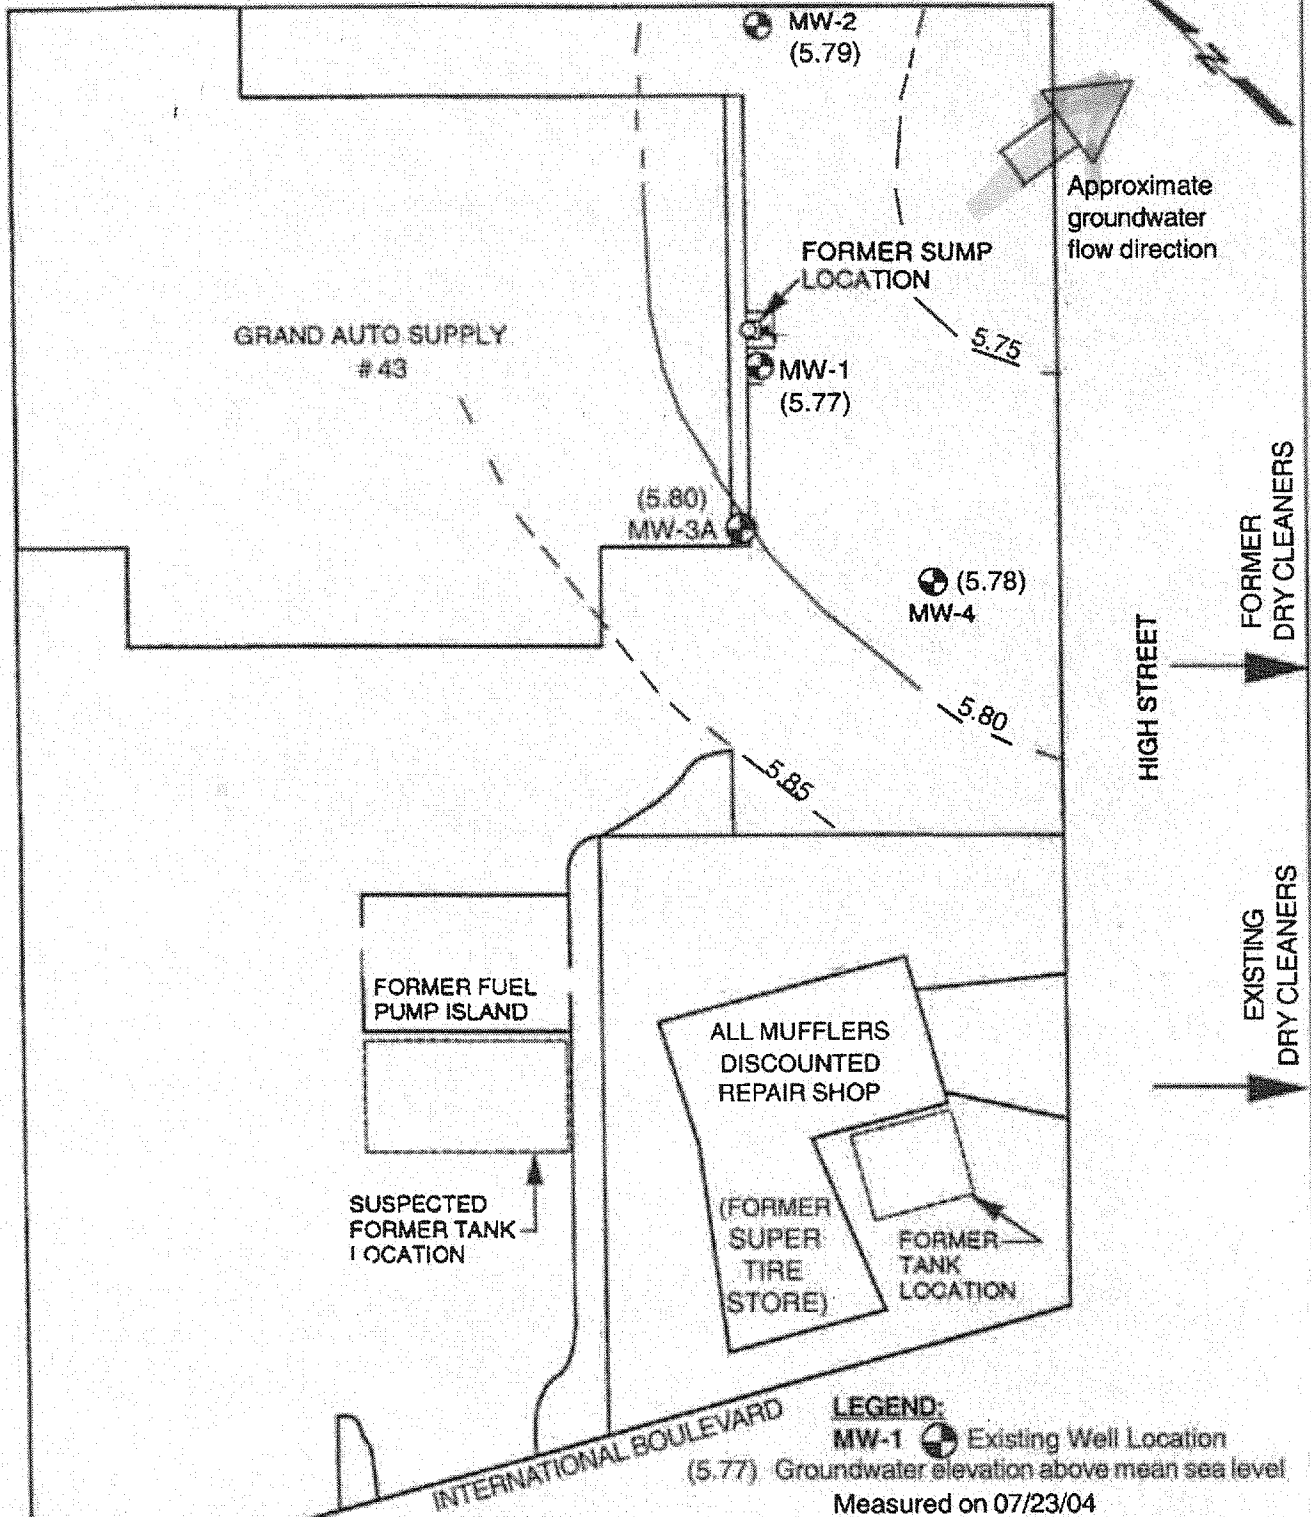 MW-2
(5.79)
N
Approximate
groundwater
flow direction
FORMER SUMP
LOCATION
GRAND AUTO SUPPLY
#43
5.75
MW-1
(5.77)
(5.80)
MW-3A
(5.78)
MW-4
FORMER
DRY CLEANERS
HIGH STREET
5.80
5.85
EXISTING
DRY CLEANERS
FORMER FUEL
PUMP ISLAND
ALL MUFFLERS
DISCOUNTED
REPAIR SHOP
SUSPECTED
FORMER TANK
LOCATION
(FORMER
SUPER
TIRE
STORE)
FORMER
TANK
LOCATION
INTERNATIONAL BOULEVARD
LEGEND:
MW-1 Existing Well Location
(5.77) Groundwater elevation above mean sea level
Measured on 07/23/04